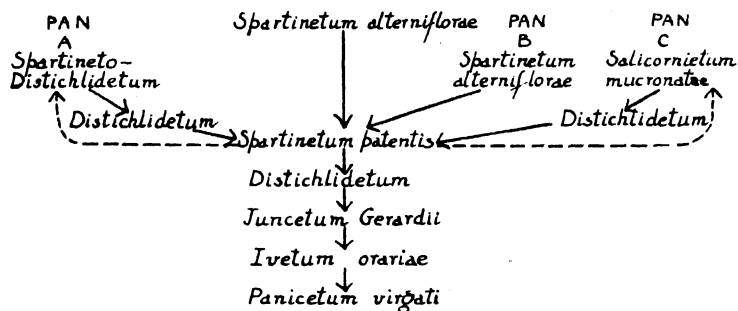 PAN
A
Spartineto-
Distichlidetum
Distichlidetum
Spartinetum alterniflorae
PAN
B
Spartinetum
alterniflorae
PAN
C
Salicornietum
mucronatae
Distichlidetum
Spartinetum patentis
Distichlidetum
Juncetum Gerardii
Ivetum orariae
Panicetum virgati